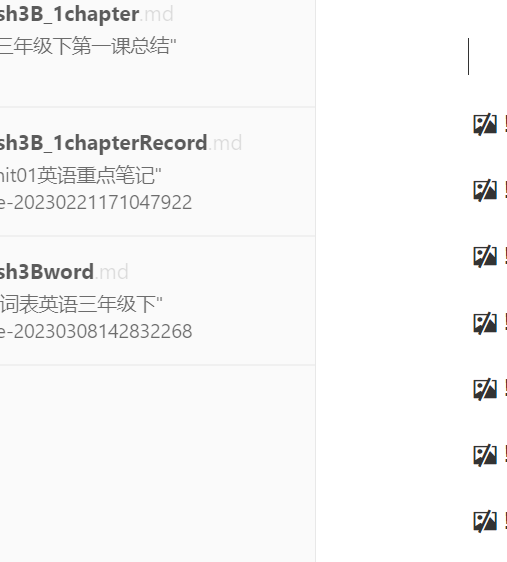 sh3B_1chapter.md
三年级下第一课总结"
sh3B_1chapterRecord.md
nit01英语重点笔记"
e-20230221171047922
sh3Bword.md
词表英语三年级下"
e-20230308142832268
!
!
!
!
!
!
!